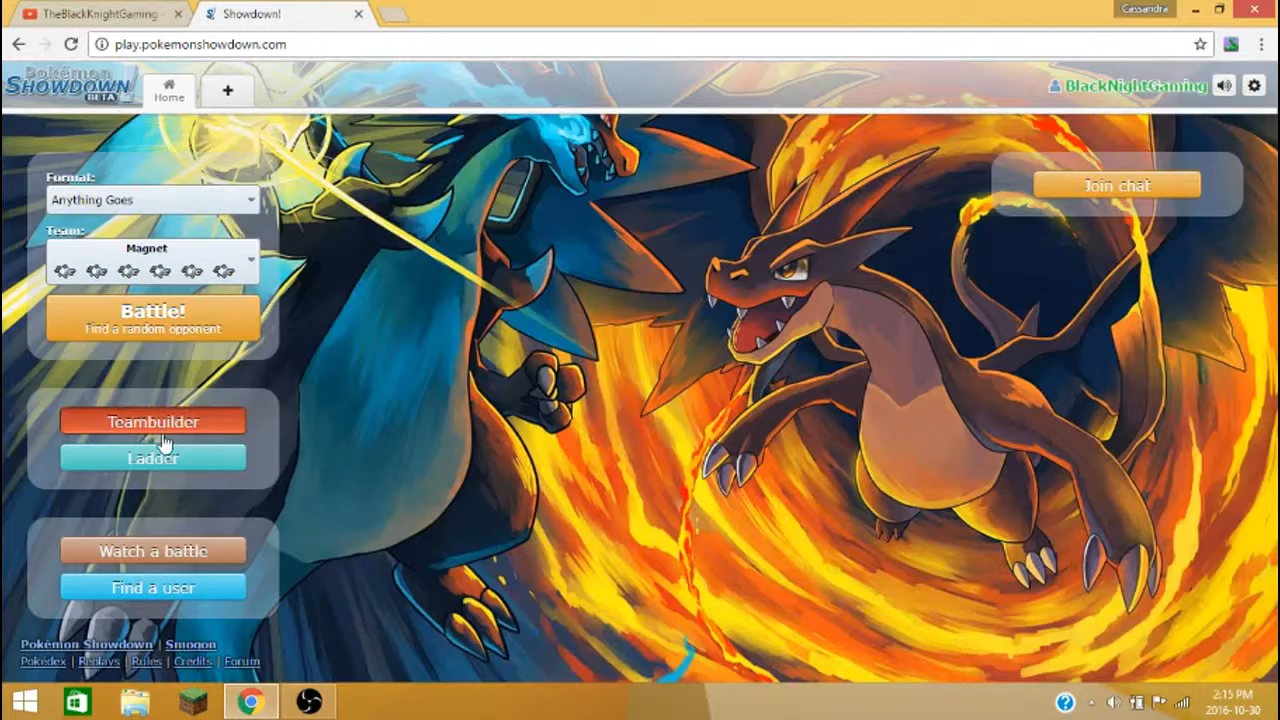 TheBlackKnightGaming
Showdown!
Cassandra
play.pokemonshowdown.com
Pokémon
SHOWDOWN
BETA
Home
BlackNightGaming
Format:
Anything Goes
Join chat
Team:
Magnet
Battle!
Find a random opponent
Teambuilder
Ladder
Watch a battle
Find a user
Pokémon Showdown | Smogon
Pokédex | Replays | Rules | Credits | Forum
2:15 PM
2016-10-30